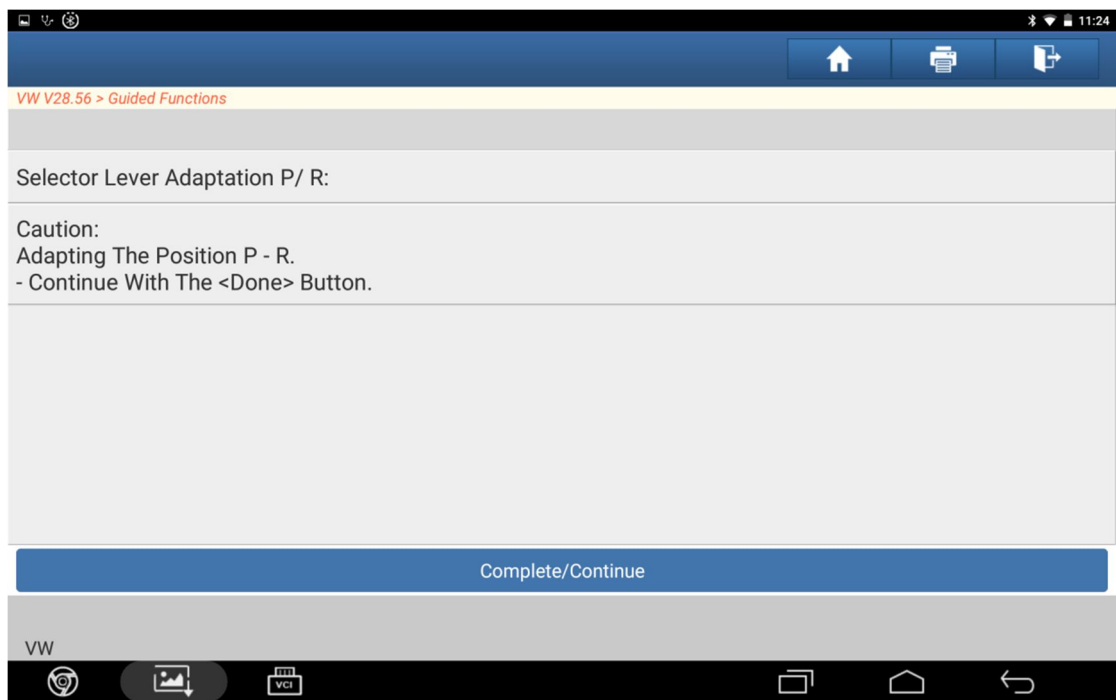 11:24
VW V28.56 > Guided Functions
Selector Lever Adaptation P/ R:
Caution:
Adapting The Position P - R.
- Continue With The <Done> Button.
Complete/Continue
VW
VCI